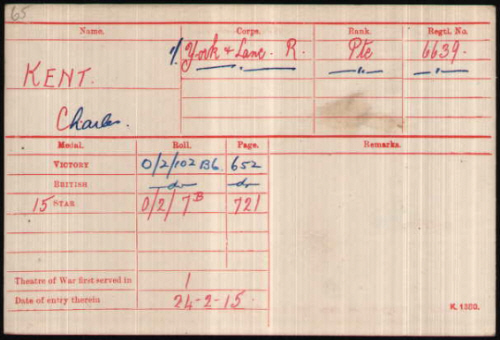 65
Name. Corps. Rank. Regtl. No.
KENT. 1/ York & Lanc. R. Pte 6639.
Charles. " " "
Medal. Roll. Page. Remarks.
VICTORY O/2/102 B6. 652
BRITISH -do- -do-
15 STAR O/2/7B 721
Theatre of War first served in 1
Date of entry therein 24-2-15.
K. 1380.